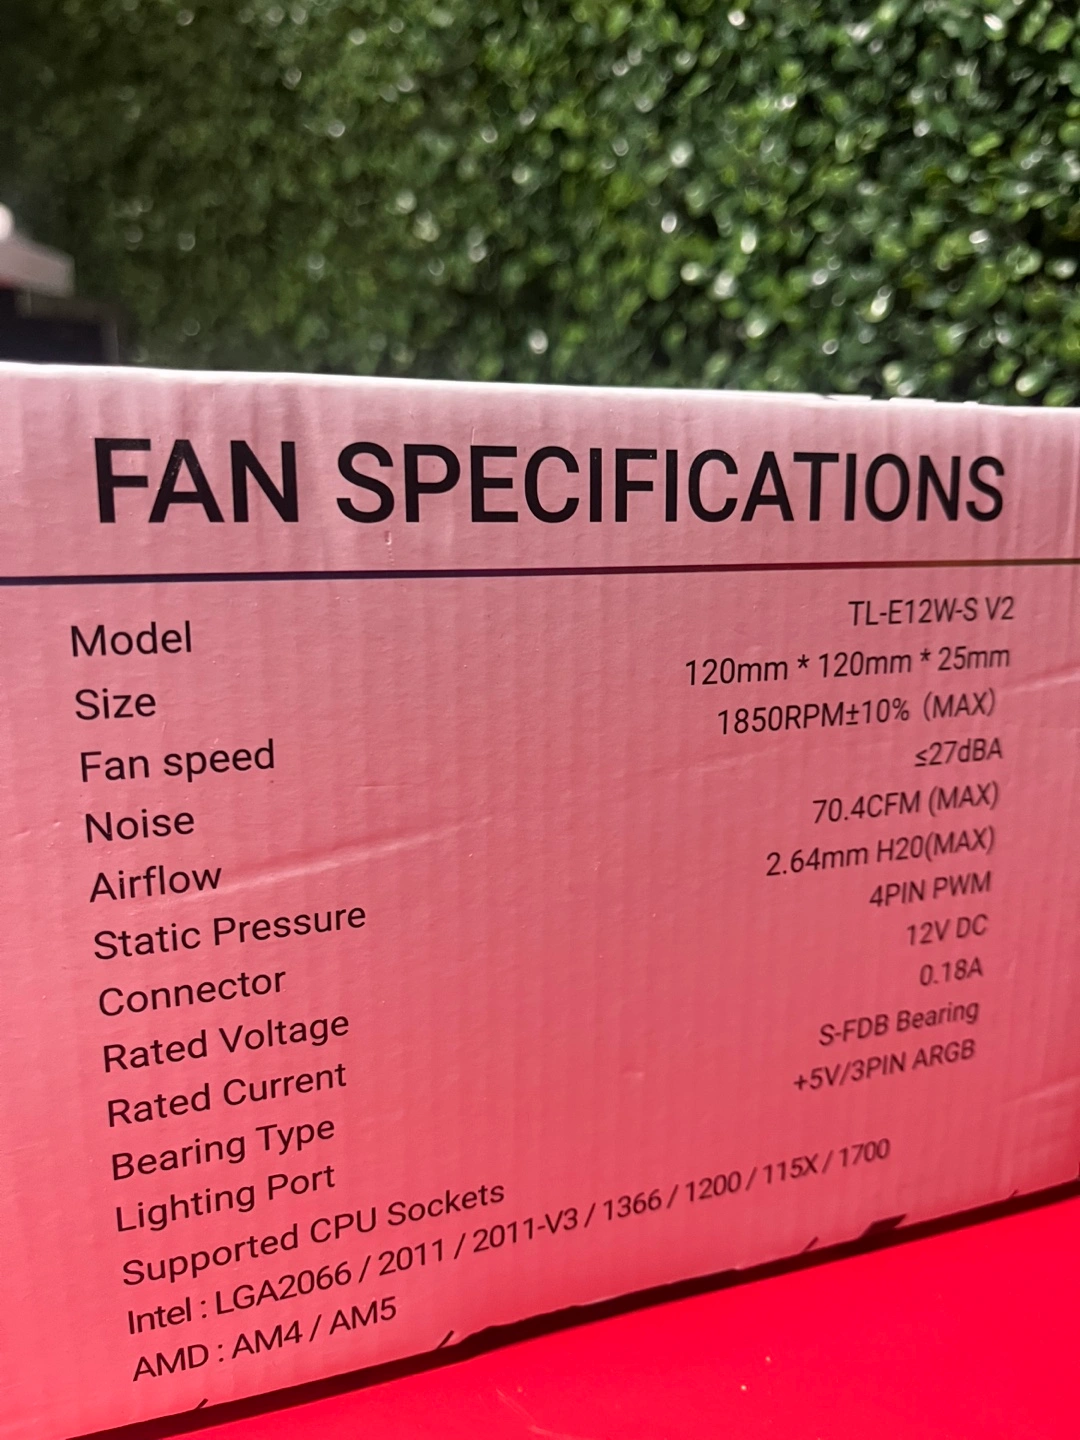 FAN SPECIFICATIONS
Model TL-E12W-S V2
Size 120mm * 120mm * 25mm
Fan speed 1850RPM±10% (MAX)
Noise ≤27dBA
Airflow 70.4CFM (MAX)
Static Pressure 2.64mm H20(MAX)
Connector 4PIN PWM
Rated Voltage 12V DC
Rated Current 0.18A
Bearing Type S-FDB Bearing
Lighting Port +5V/3PIN ARGB
Supported CPU Sockets
Intel : LGA2066 / 2011 / 2011-V3 / 1366 / 1200 / 115X / 1700
AMD : AM4 / AM5